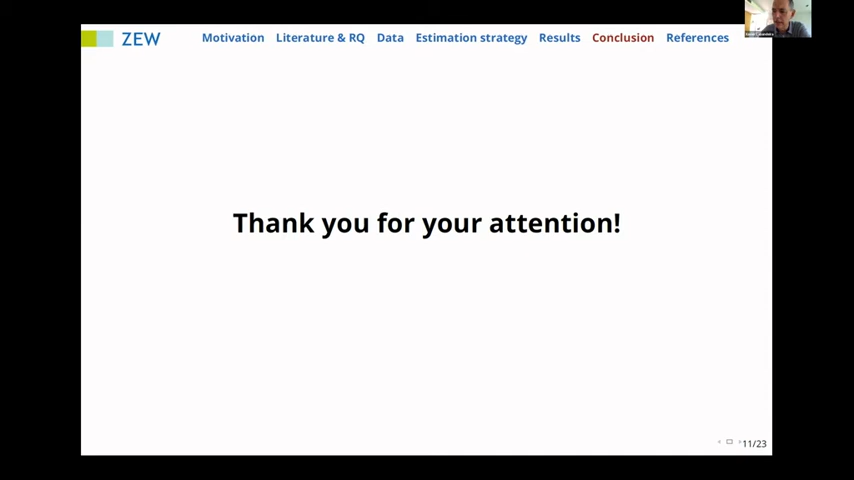 ZEW
Motivation Literature & RQ Data Estimation strategy Results Conclusion References
Thank you for your attention!
11/23